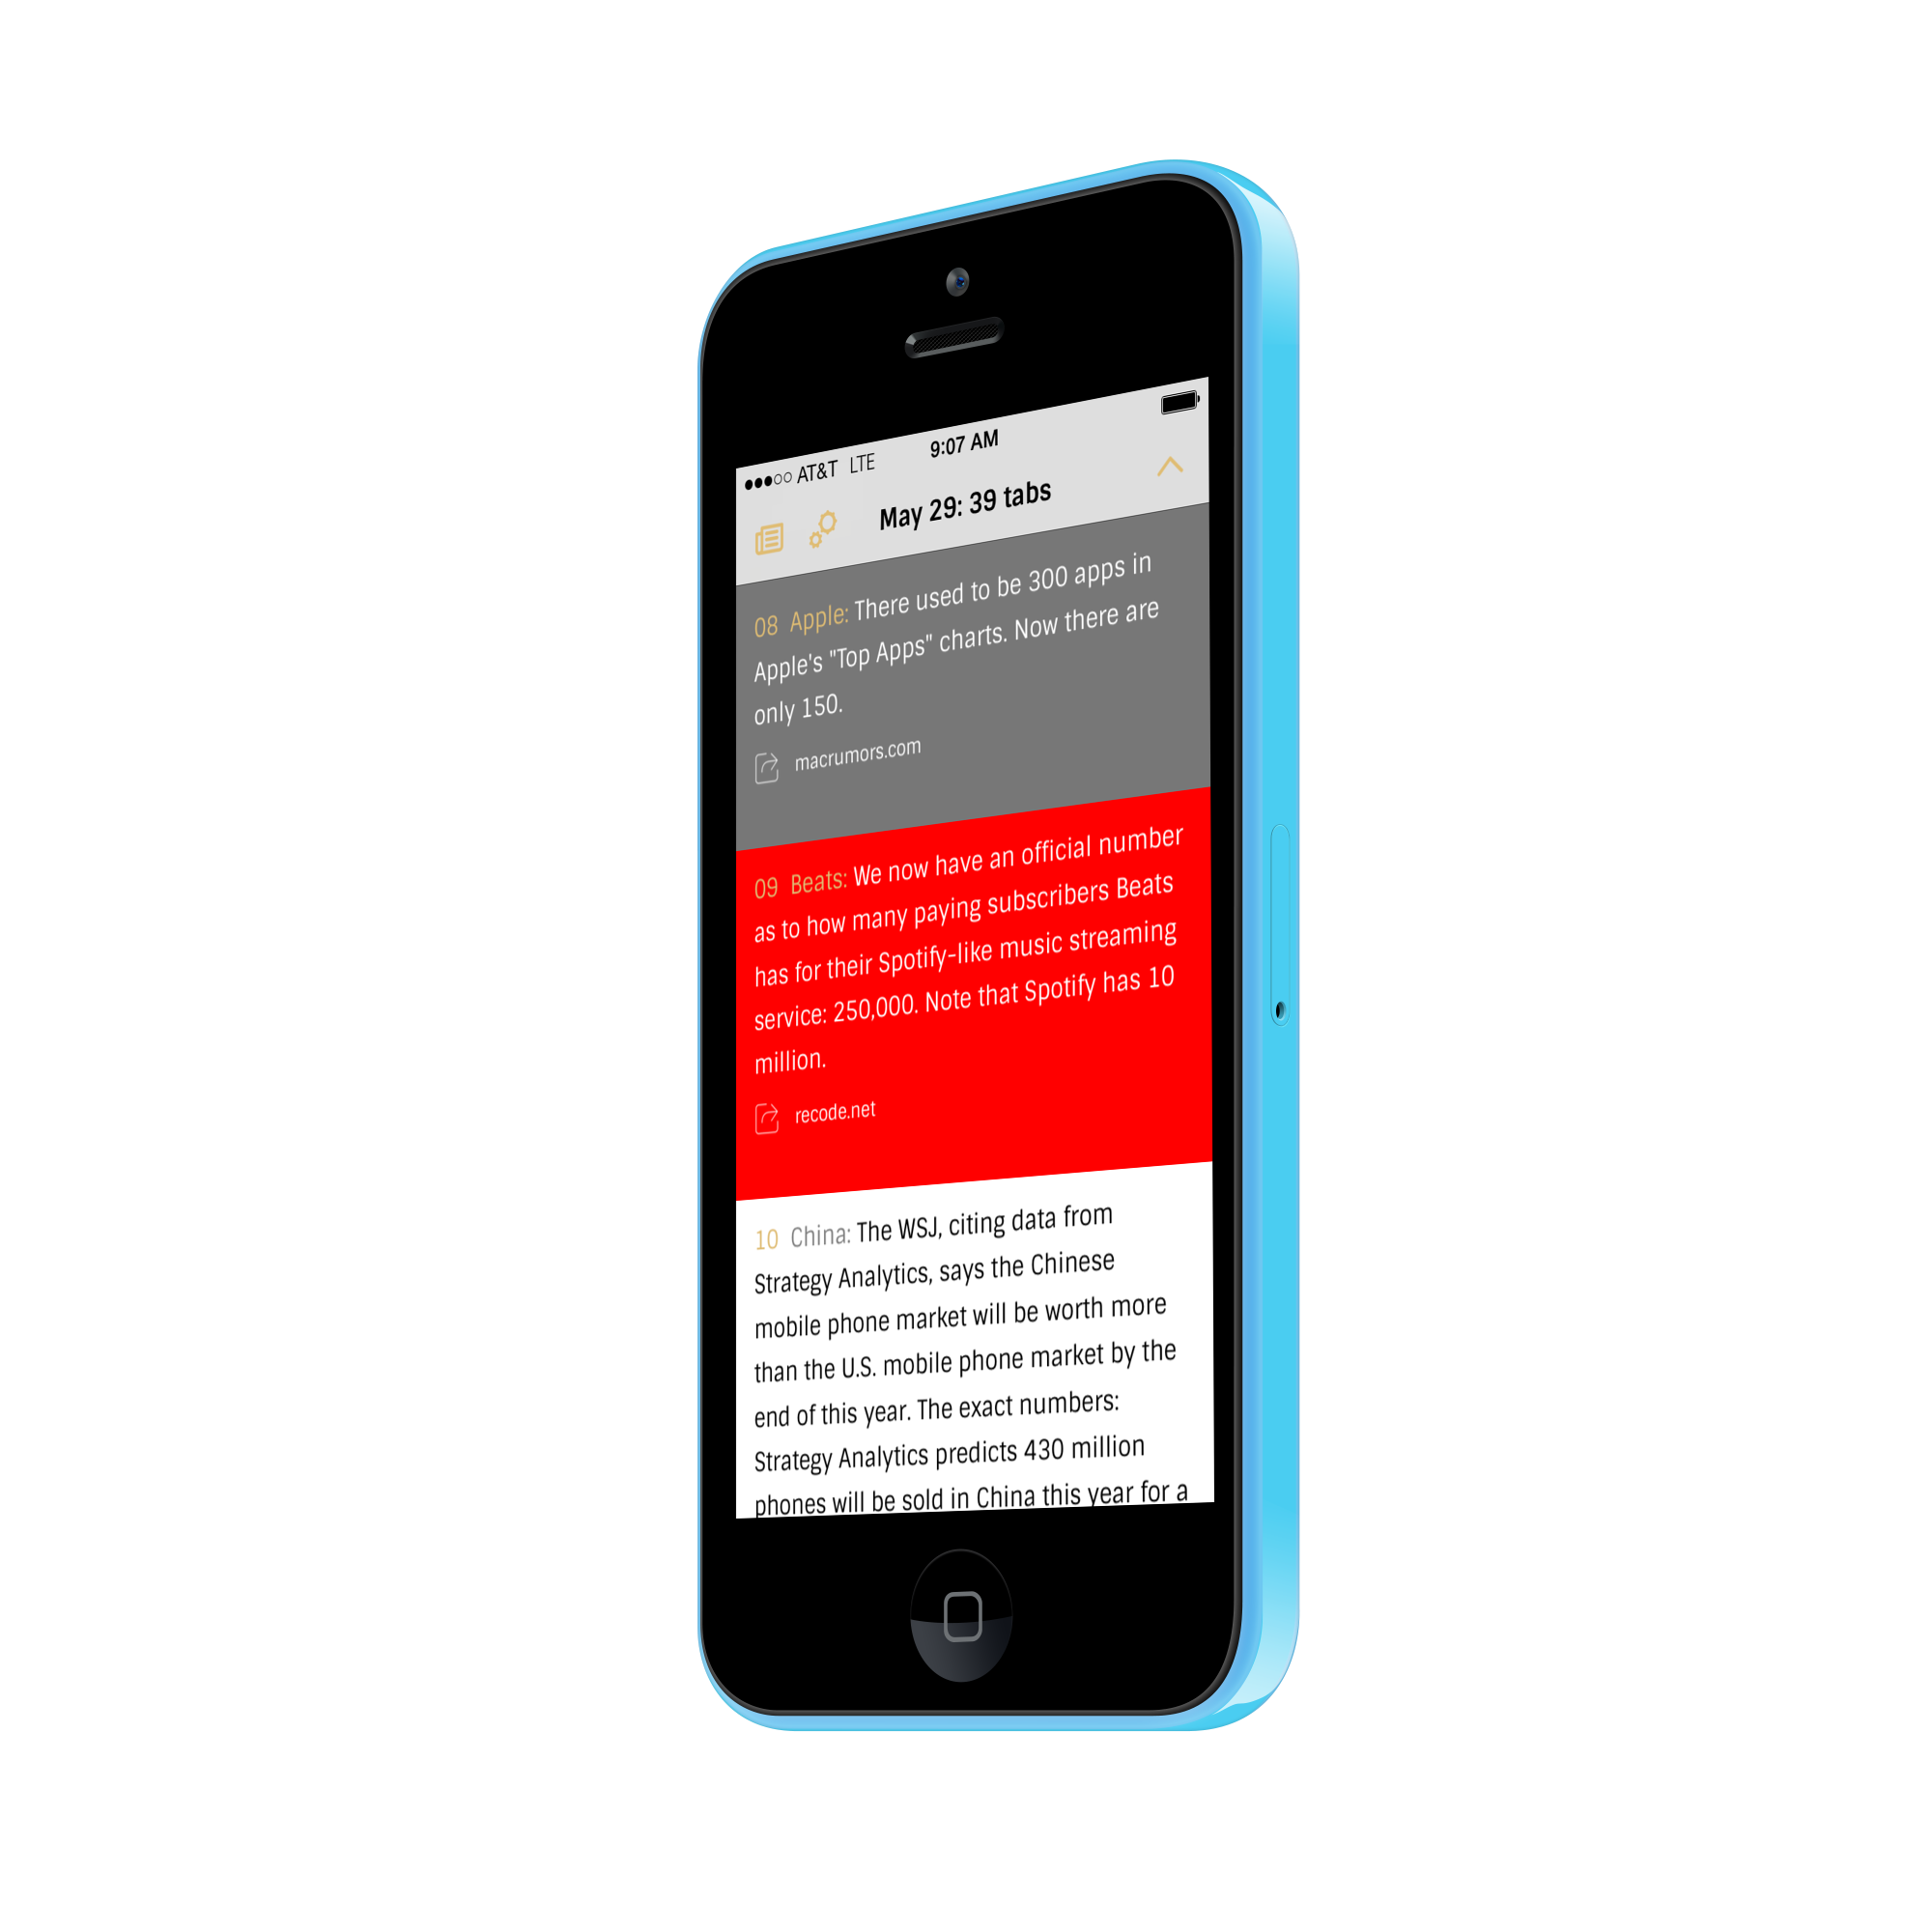 AT&T LTE 9:07 AM
May 29: 39 tabs
08 Apple: There used to be 300 apps in
Apple's "Top Apps" charts. Now there are
only 150.
macrumors.com
09 Beats: We now have an official number
as to how many paying subscribers Beats
has for their Spotify-like music streaming
service: 250,000. Note that Spotify has 10
million.
recode.net
10 China: The WSJ, citing data from
Strategy Analytics, says the Chinese
mobile phone market will be worth more
than the U.S. mobile phone market by the
end of this year. The exact numbers:
Strategy Analytics predicts 430 million
phones will be sold in China this year for a